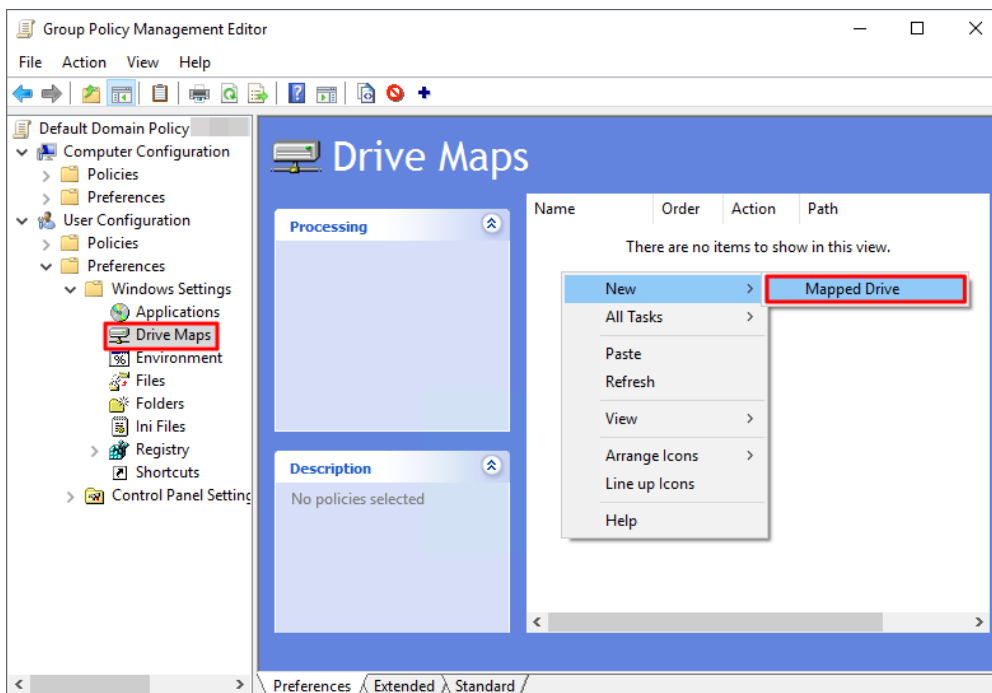 Group Policy Management Editor
File Action View Help
Default Domain Policy
Computer Configuration
Policies
Preferences
User Configuration
Policies
Preferences
Windows Settings
Applications
Drive Maps
Environment
Files
Folders
Ini Files
Registry
Shortcuts
Control Panel Setting
Drive Maps
Processing
Description
No policies selected
Name Order Action Path
There are no items to show in this view.
New
Mapped Drive
All Tasks
Paste
Refresh
View
Arrange Icons
Line up Icons
Help
Preferences Extended Standard